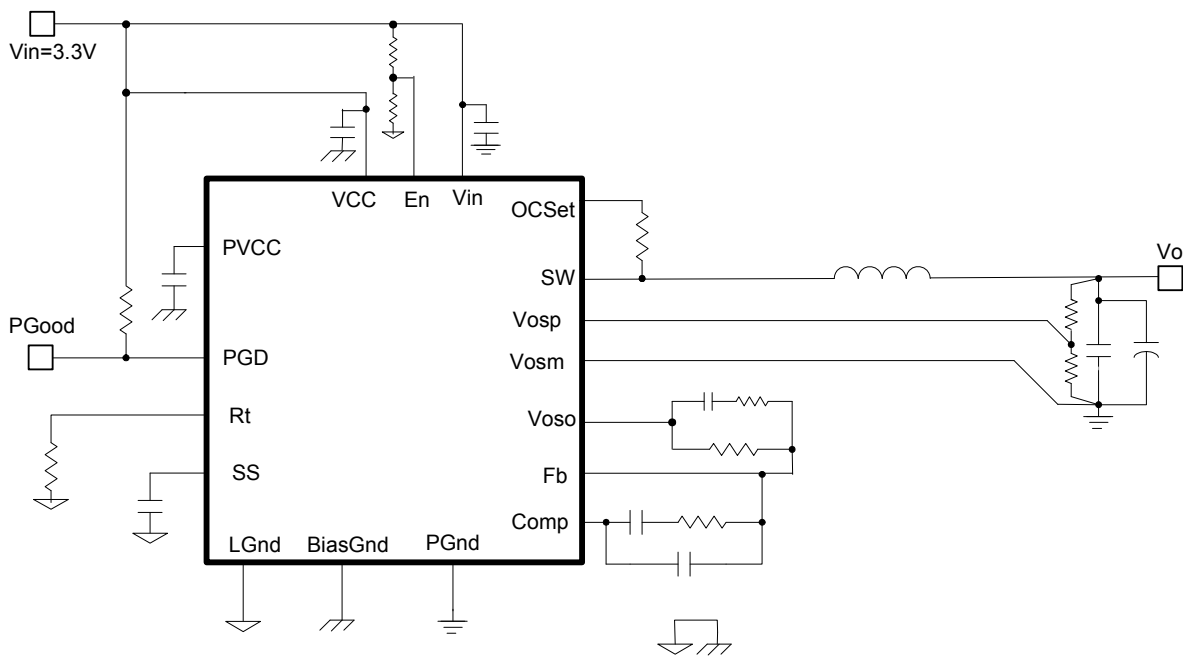 Vin=3.3V
VCC
En
Vin
OCSet
PVCC
SW
Vo
Vosp
PGood
PGD
Vosm
Rt
Voso
SS
Fb
Comp
LGnd
BiasGnd
PGnd